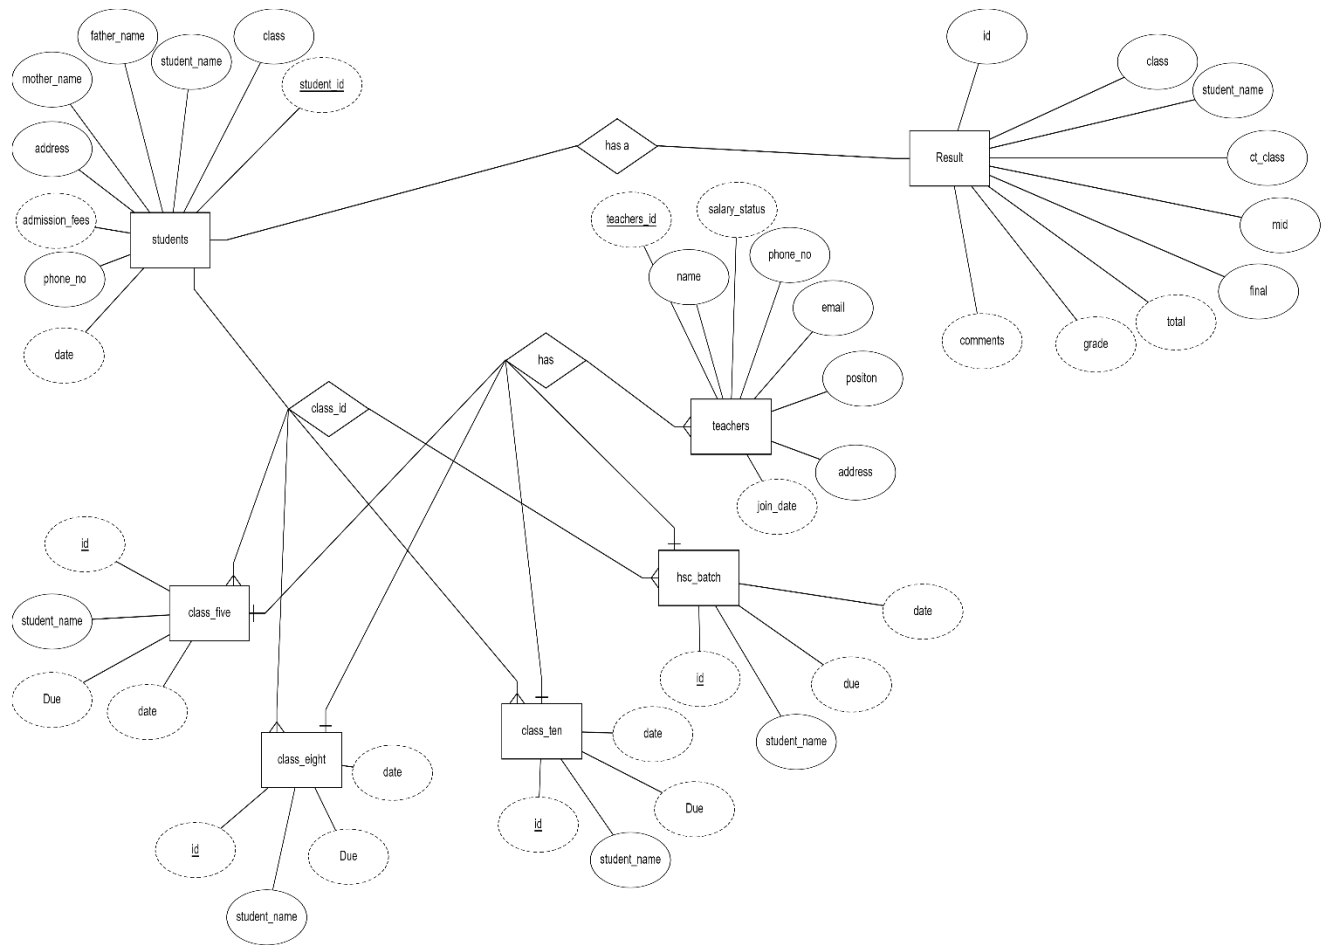 id
father_name
class
student_name
class
mother_name
student_id
student_name
has a
address
Result
ct_class
admission_fees
teachers_id
salary_status
mid
students
phone_no
name
phone_no
final
email
total
date
comments
grade
has
positon
class_id
teachers
address
join_date
id
hsc_batch
student_name
class_five
date
id
due
Due
date
class_ten
date
student_name
class_eight
date
Due
id
id
Due
student_name
student_name